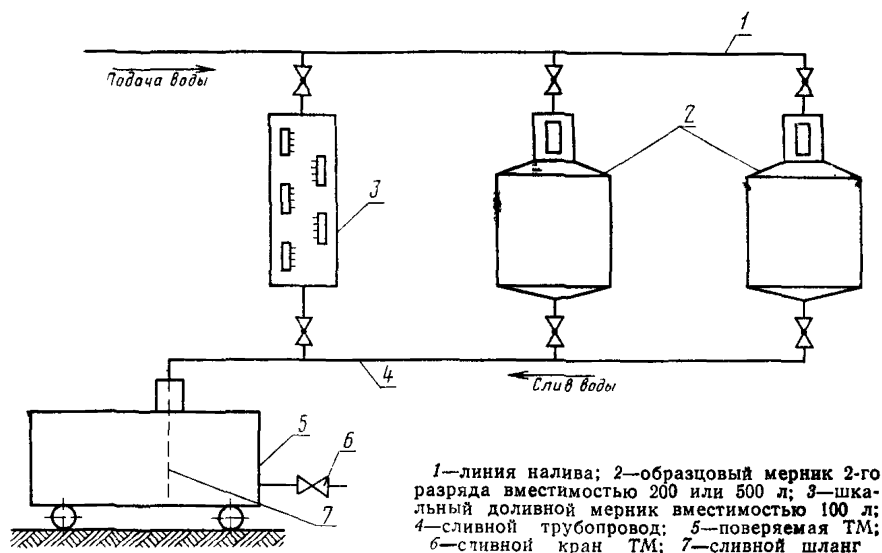 1
Подача воды
2
3
4
Слив воды
5
6
7
1—линия налива; 2—образцовый мерник 2-го
разряда вместимостью 200 или 500 л; 3—шка-
льный доливной мерник вместимостью 100 л;
4—сливной трубопровод; 5—поверяемая ТМ;
6—сливной кран ТМ; 7—сливной шланг